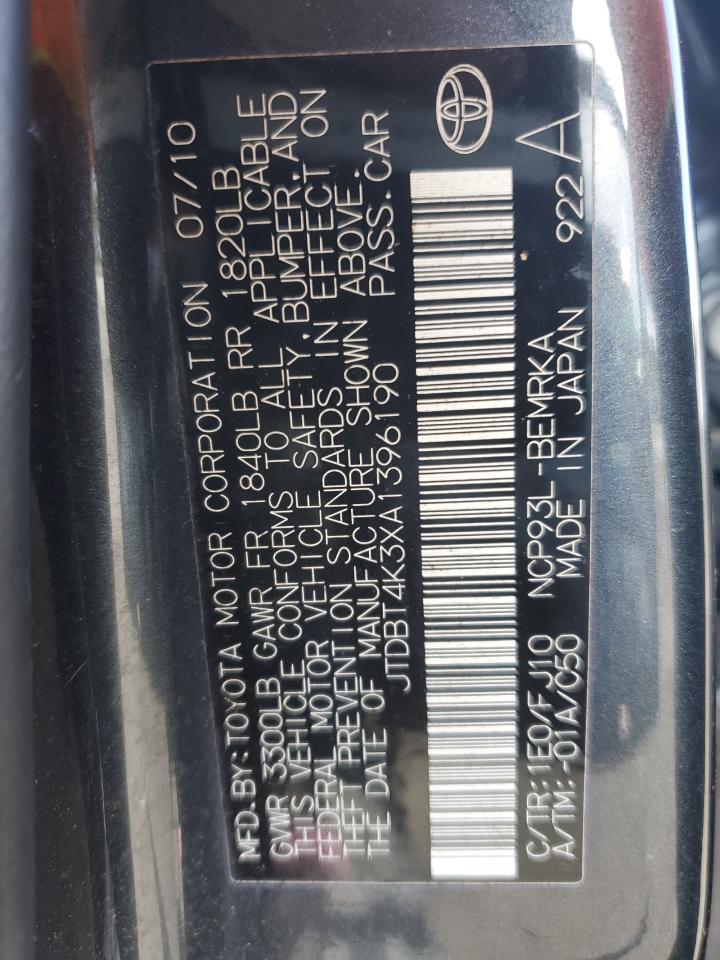 MFD.BY: TOYOTA MOTOR CORPORATION 07/10
GVWR 3300LB GAWR FR 1840LB RR 1820LB
THIS VEHICLE CONFORMS TO ALL APPLICABLE
FEDERAL MOTOR VEHICLE SAFETY, BUMPER, AND
THEFT PREVENTION STANDARDS IN EFFECT ON
THE DATE OF MANUFACTURE SHOWN ABOVE.
JTDBT4K3XA1396190 PASS. CAR
C/TR: 1E0/FJ10 NCP93L-BEMRKA 922 A
A/TM: -01A/C50 MADE IN JAPAN